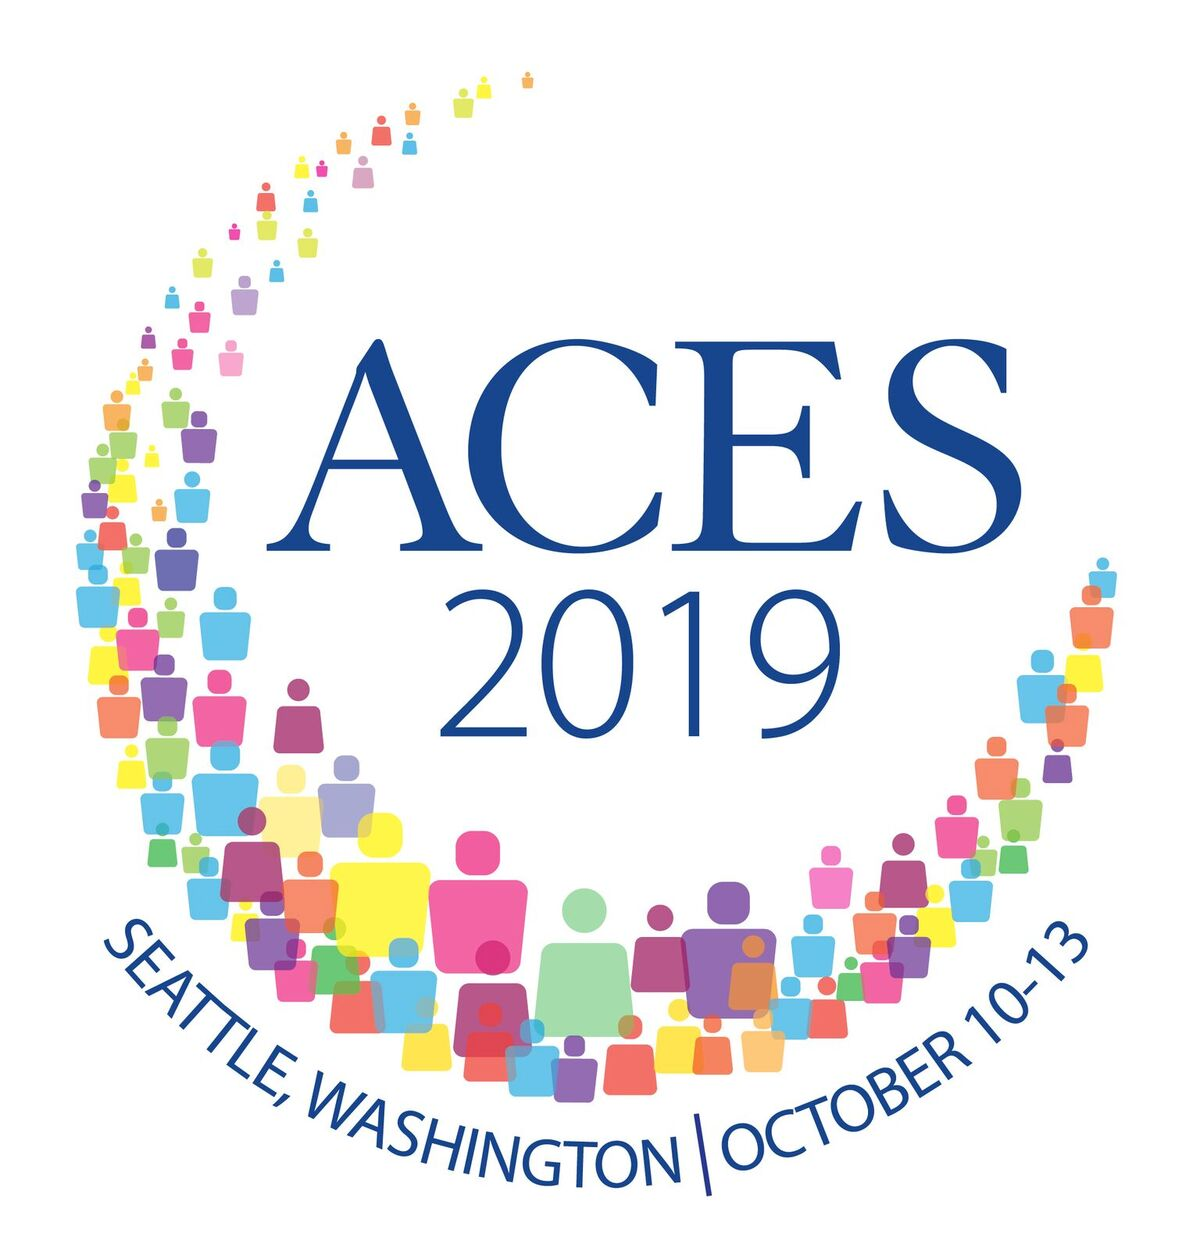 ACES
2019
SEATTLE, WASHINGTON | OCTOBER 10-13